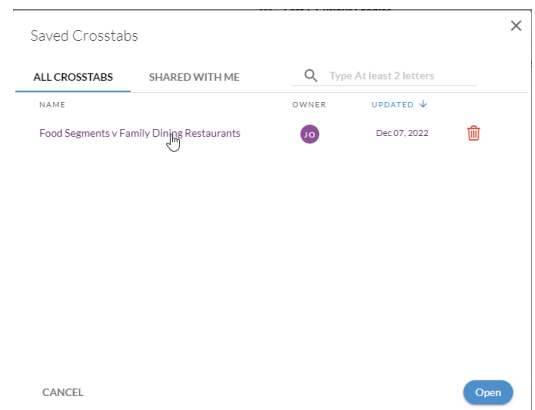 Saved Crosstabs
ALL CROSSTABS SHARED WITH ME Type At least 2 letters
NAME OWNER UPDATED
Food Segments v Family Dining Restaurants JO Dec 07, 2022
CANCEL Open